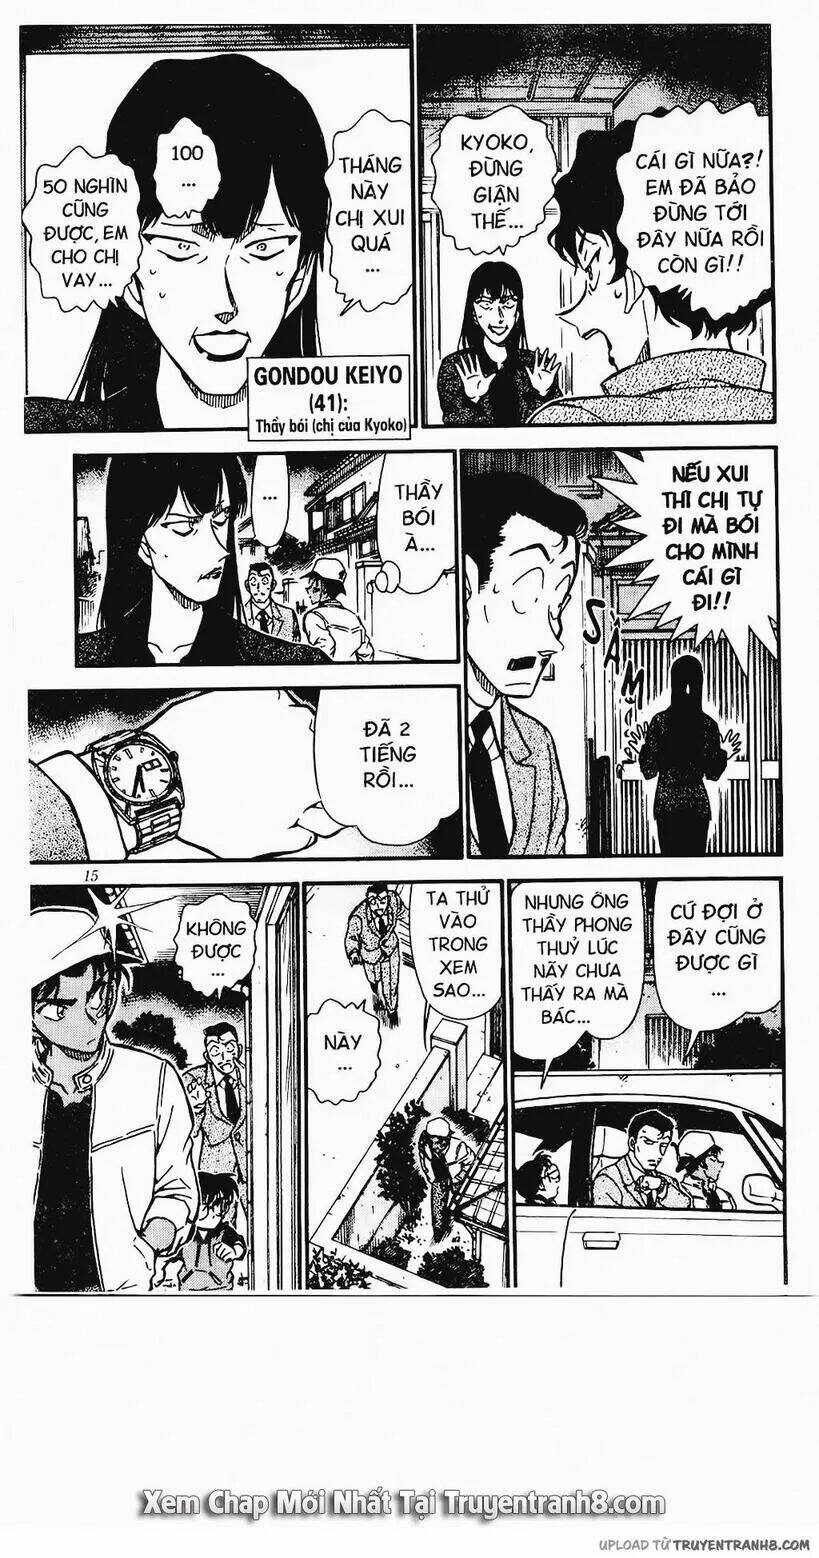 CÁI GÌ NỮA?!
EM ĐÃ BẢO
ĐỪNG TỚI
ĐÂY NỮA RỒI
CÒN GÌ!!
KYOKO,
ĐỪNG
GIẬN
THẾ...
THÁNG
NÀY
CHỊ XUI
QUÁ
...
100
...
50 NGHÌN
CŨNG
ĐƯỢC, EM
CHO CHỊ
VAY...
GONDOU KEIYO
(41):
Thầy bói (chị của Kyoko)
NẾU XUI
THÌ CHỊ TỰ
ĐI MÀ BÓI
CHO MÌNH
CÁI GÌ
ĐI!!
SẦM
THẦY
BÓI
À...
...
ĐÃ 2
TIẾNG
RỒI...
15
CỨ ĐỢI Ở
ĐÂY CŨNG
ĐƯỢC GÌ
...
NHƯNG ÔNG
THẦY PHONG
THUỶ LÚC
NÃY CHƯA
THẤY RA MÀ
BÁC...
TA THỬ
VÀO
TRONG
XEM
SAO...
NÀY
...
KHÔNG
ĐƯỢC
...
Xem Chap Mới Nhất Tại Truyentranh8.com
UPLOAD TỪ TRUYENTRANH8.COM